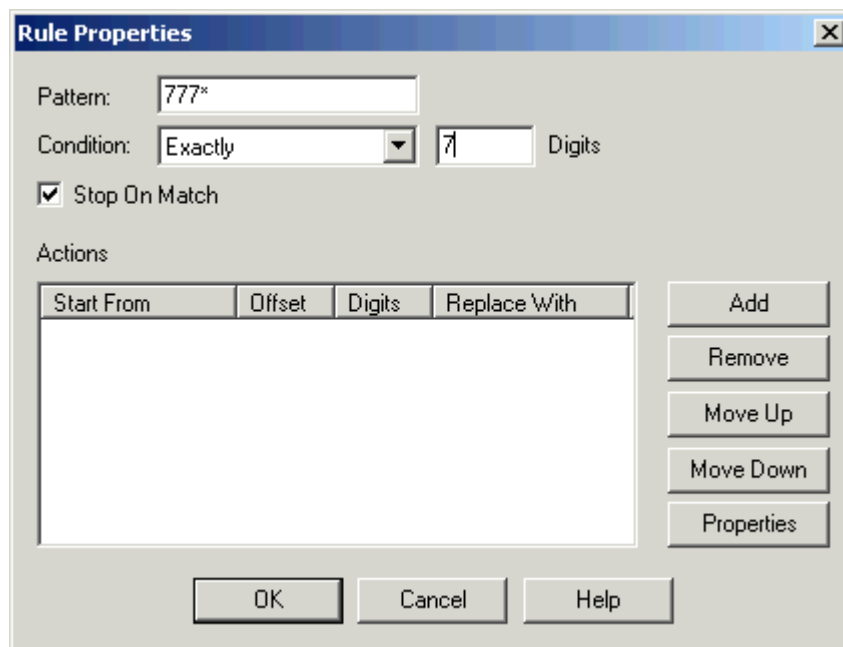 Rule Properties
Pattern: 777*
Condition: Exactly 7 Digits
Stop On Match
Actions
Start From Offset Digits Replace With
Add
Remove
Move Up
Move Down
Properties
OK Cancel Help